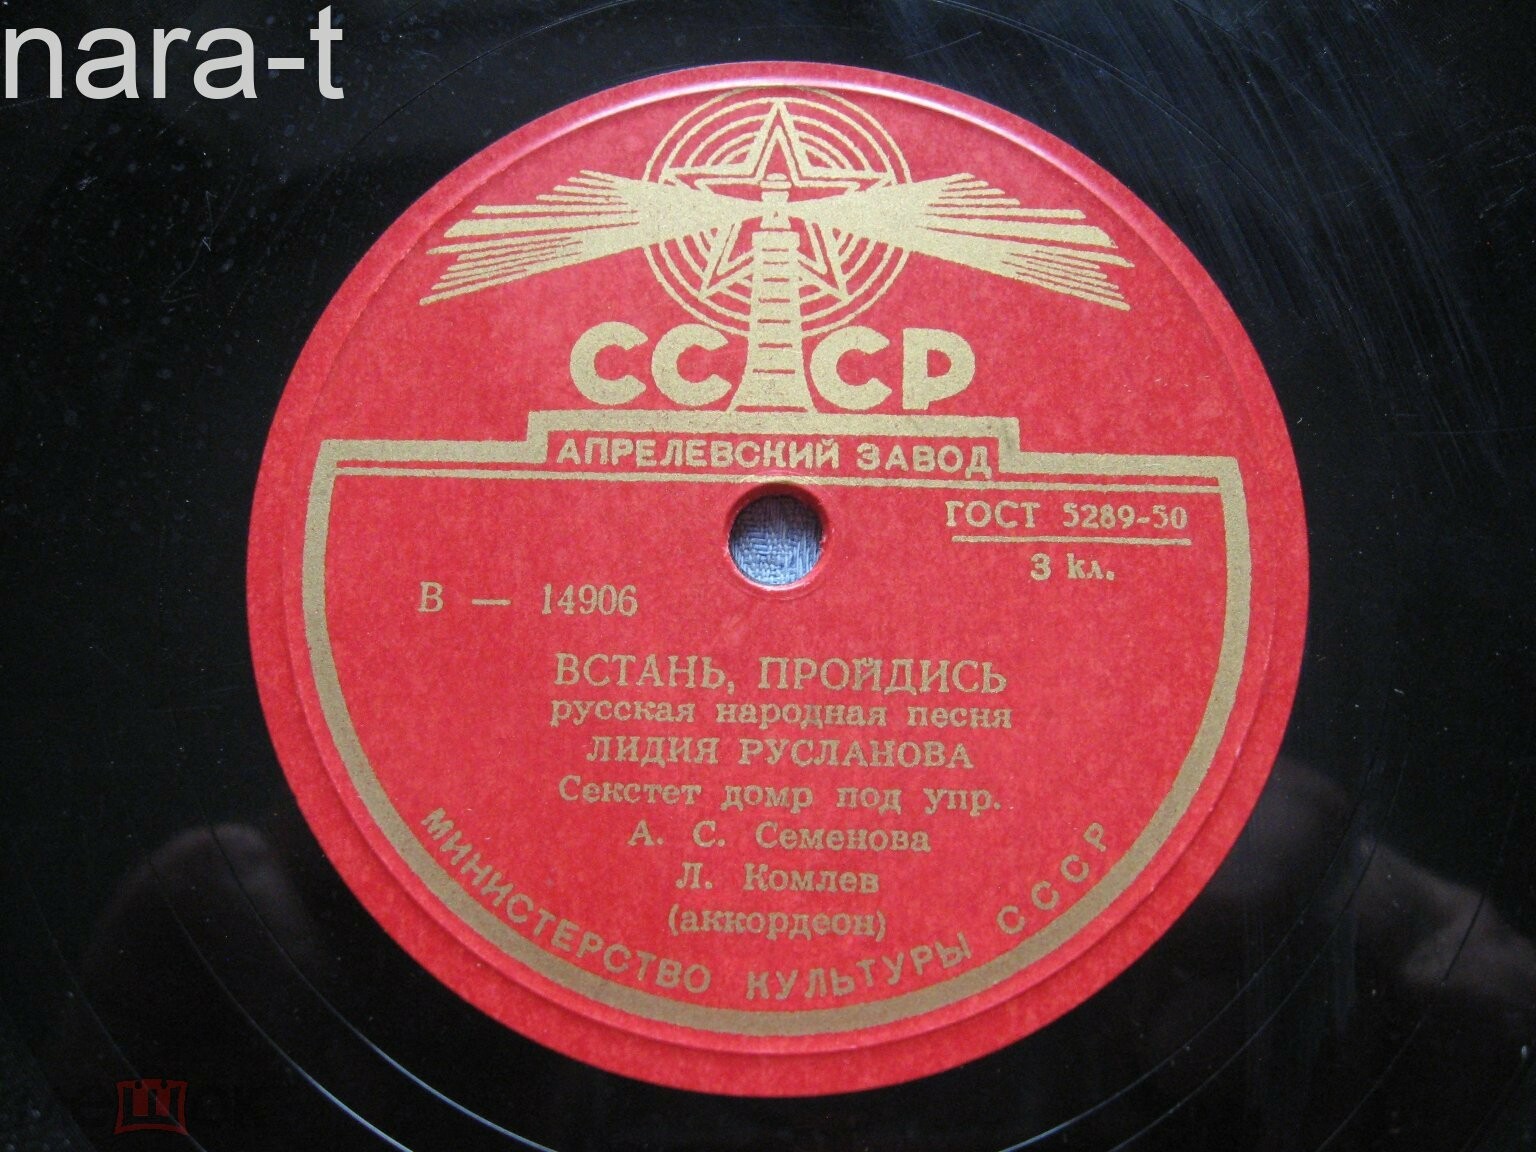 nara-t
СССР
АПРЕЛЕВСКИЙ ЗАВОД
ГОСТ 5289-50
3 кл.
В — 14906
ВСТАНЬ, ПРОЙДИСЬ
русская народная песня
ЛИДИЯ РУСЛАНОВА
Секстет домр под упр.
А. С. Семенова
Л. Комлев
(аккордеон)
МИНИСТЕРСТВО КУЛЬТУРЫ СССР